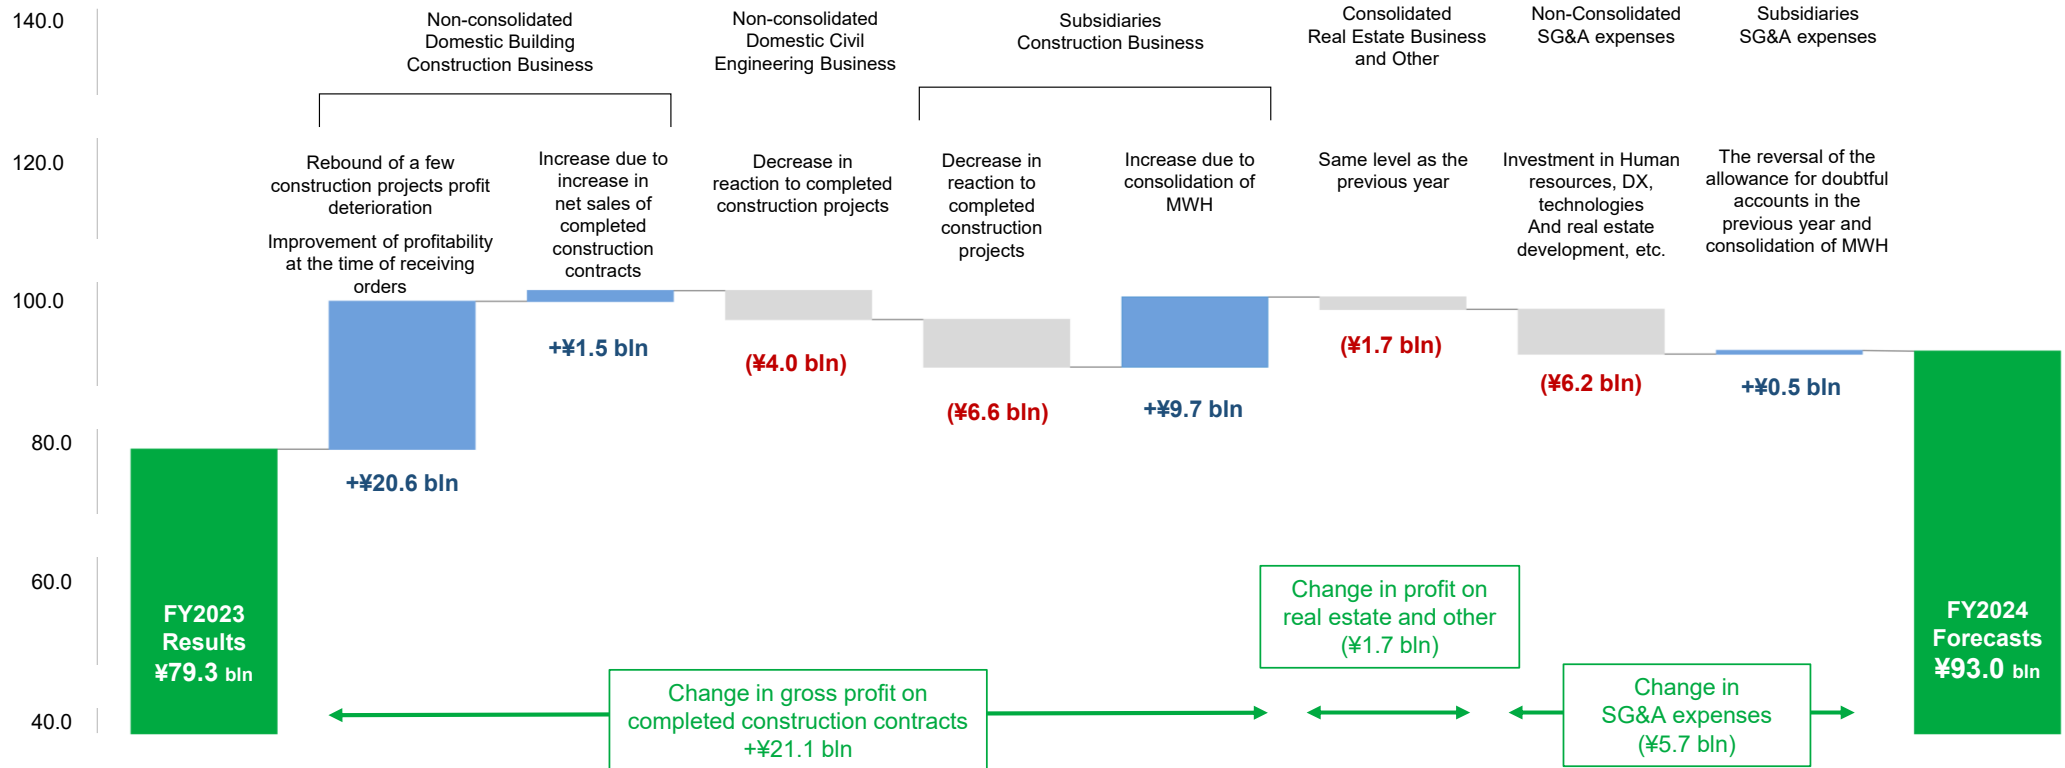 140.0
120.0
100.0
80.0
60.0
40.0
Non-consolidated
Domestic Building
Construction Business
Non-consolidated
Domestic Civil
Engineering Business
Subsidiaries
Construction Business
Consolidated
Real Estate Business
and Other
Non-Consolidated
SG&A expenses
Subsidiaries
SG&A expenses
Rebound of a few
construction projects profit
deterioration
Improvement of profitability
at the time of receiving
orders
Increase due to
increase in
net sales of
completed
construction
contracts
Decrease in
reaction to completed
construction projects
Decrease in
reaction to
completed
construction
projects
Increase due to
consolidation of
MWH
Same level as the
previous year
Investment in Human
resources, DX,
technologies
And real estate
development, etc.
The reversal of the
allowance for doubtful
accounts in the
previous year and
consolidation of MWH
+¥20.6 bln
+¥1.5 bln
(¥4.0 bln)
(¥6.6 bln)
+¥9.7 bln
(¥1.7 bln)
(¥6.2 bln)
+¥0.5 bln
FY2023
Results
¥79.3 bln
Change in gross profit on
completed construction contracts
+¥21.1 bln
Change in profit on
real estate and other
(¥1.7 bln)
Change in
SG&A expenses
(¥5.7 bln)
FY2024
Forecasts
¥93.0 bln